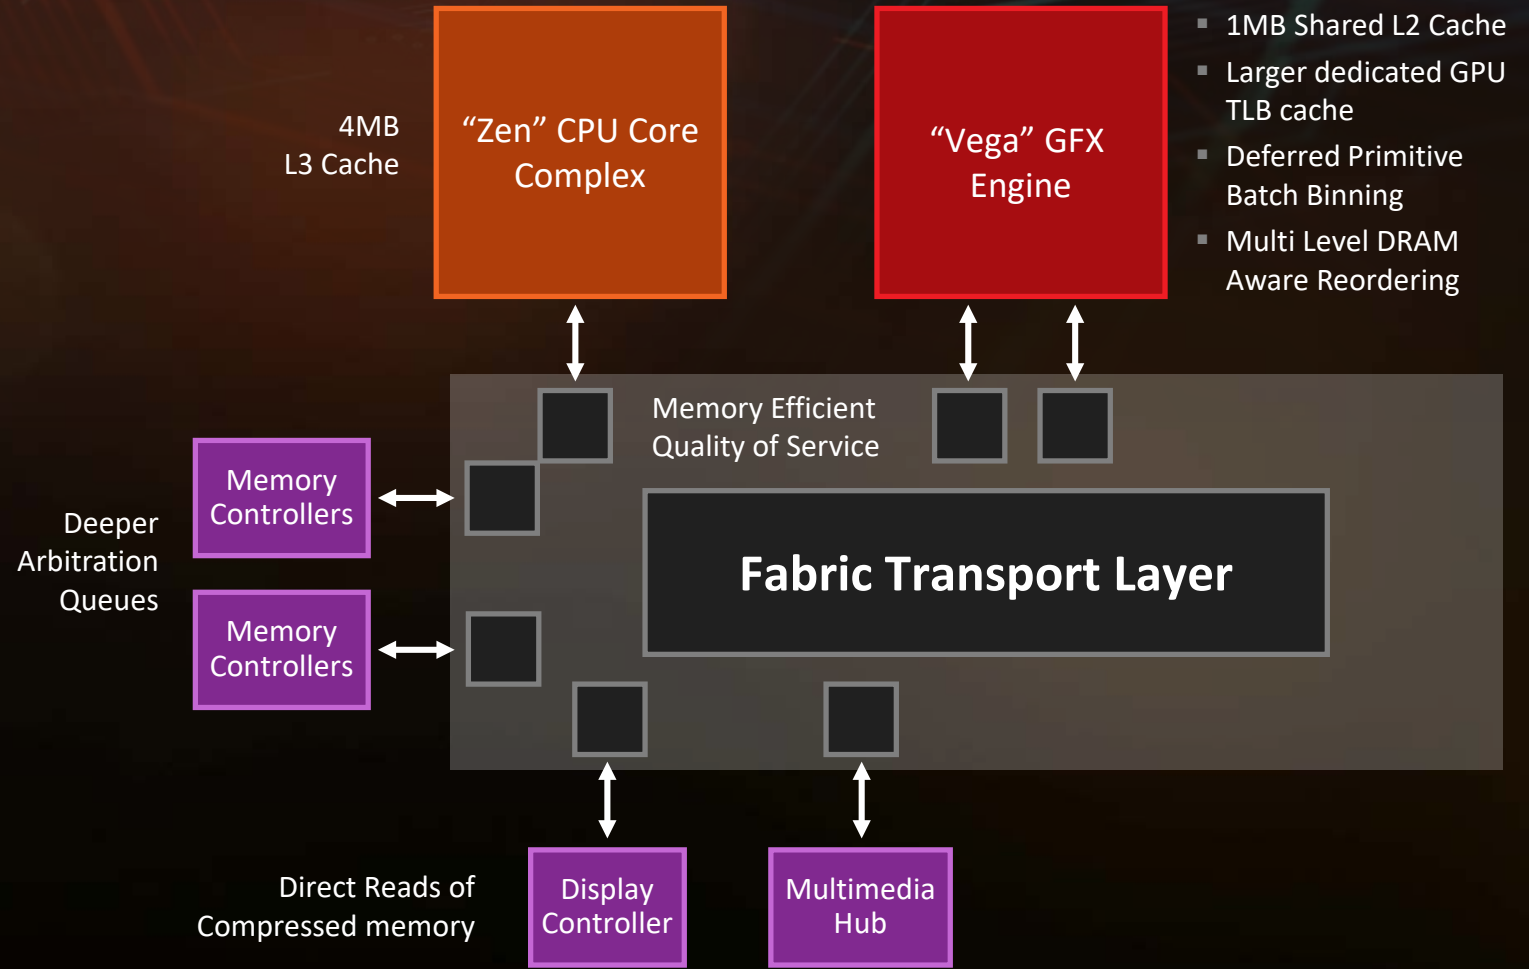 4MB
L3 Cache
“Zen” CPU Core
Complex
“Vega” GFX
Engine
▪ 1MB Shared L2 Cache
▪ Larger dedicated GPU
TLB cache
▪ Deferred Primitive
Batch Binning
▪ Multi Level DRAM
Aware Reordering
Memory Efficient
Quality of Service
Deeper
Arbitration
Queues
Memory
Controllers
Memory
Controllers
Fabric Transport Layer
Direct Reads of
Compressed memory
Display
Controller
Multimedia
Hub